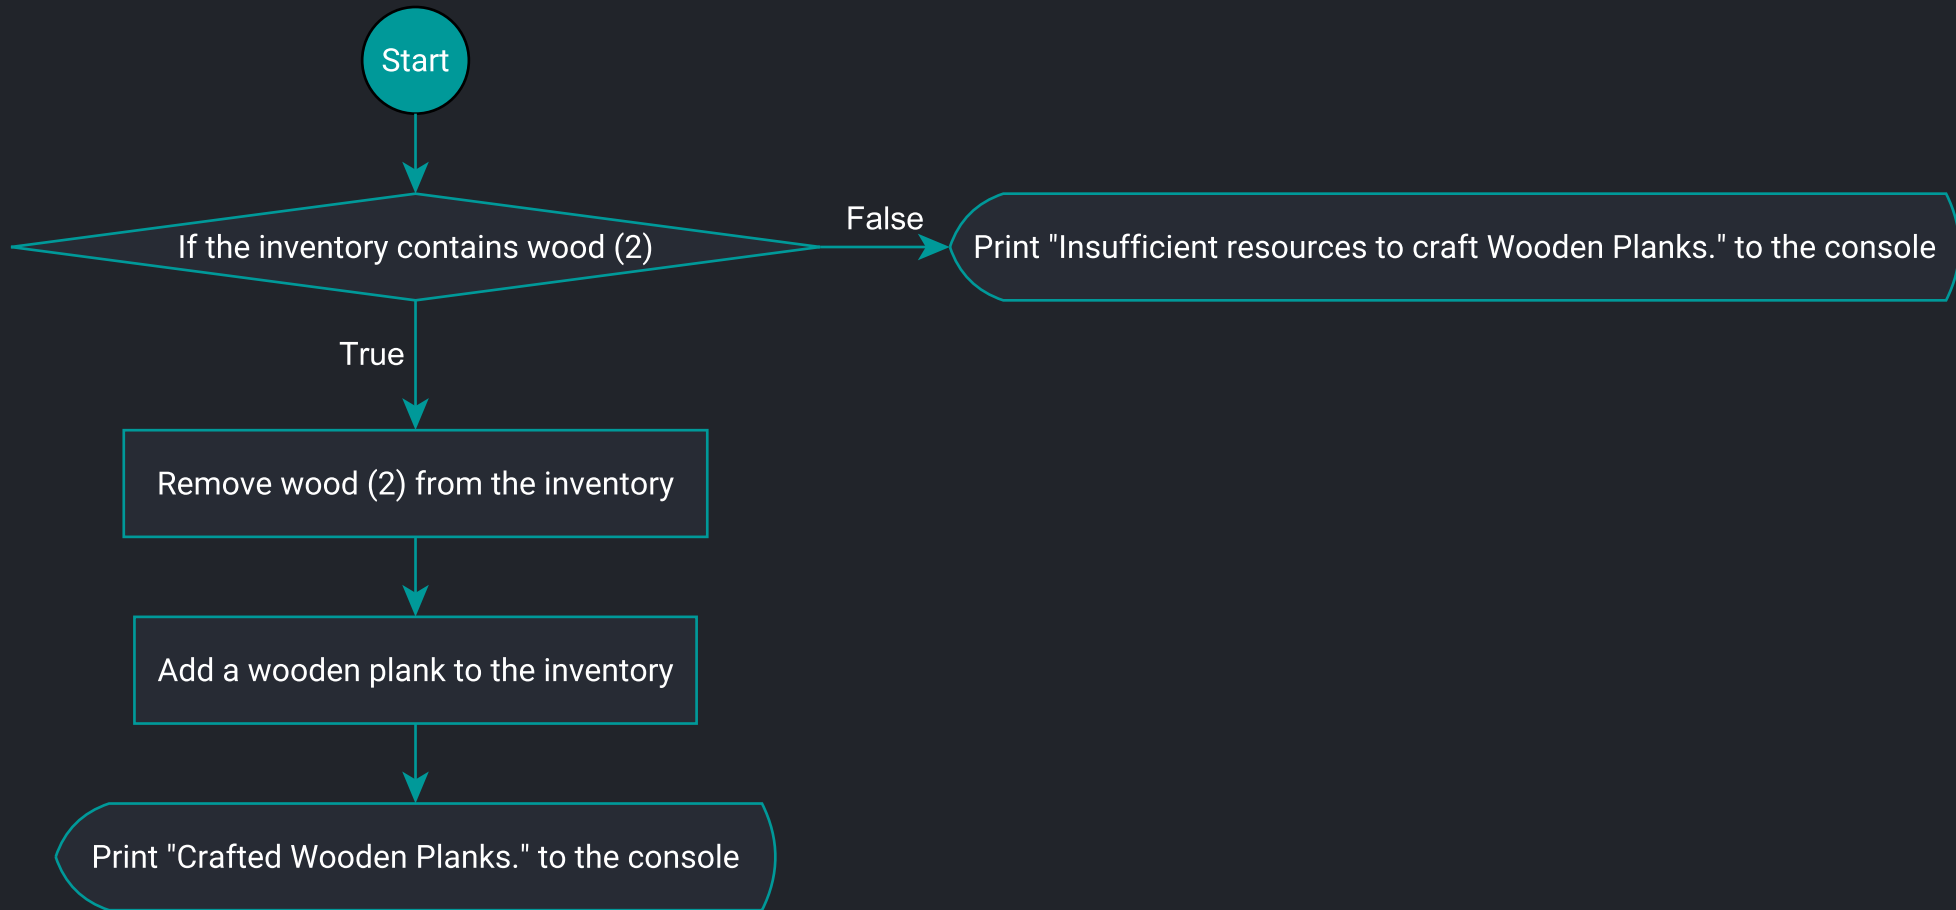 Start
If the inventory contains wood (2)
False
Print "Insufficient resources to craft Wooden Planks." to the console
True
Remove wood (2) from the inventory
Add a wooden plank to the inventory
Print "Crafted Wooden Planks." to the console